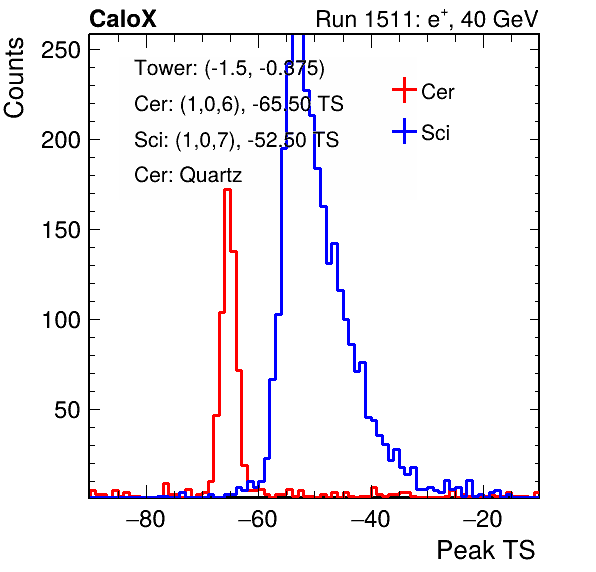 CaloX Run 1511: e⁺, 40 GeV
Counts
250
200
150
100
50
Tower: (-1.5, -0.875)
Cer: (1,0,6), -65.50 TS
Sci: (1,0,7), -52.50 TS
Cer: Quartz
Cer
Sci
−80 −60 −40 −20
Peak TS